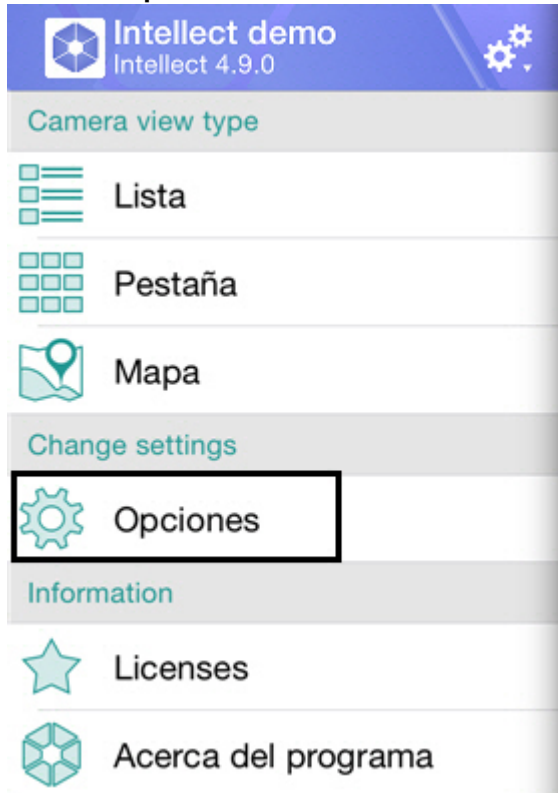 Intellect demo
Intellect 4.9.0
Camera view type
Lista
Pestaña
Mapa
Change settings
Opciones
Information
Licenses
Acerca del programa